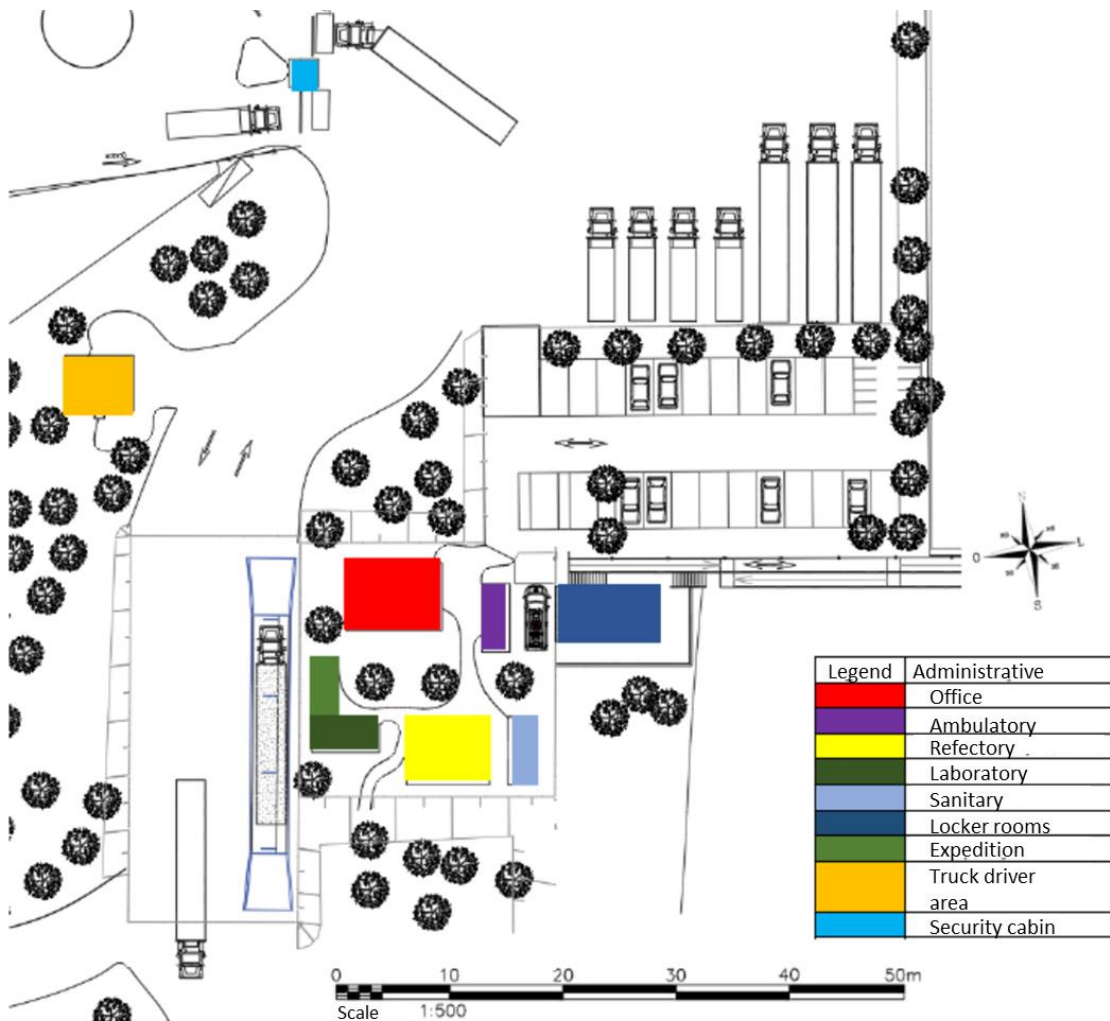 O
L
S
Legend Administrative
Office
Ambulatory
Refectory
Laboratory
Sanitary
Locker rooms
Expedition
Truck driver
area
Security cabin
0 10 20 30 40 50m
Scale 1:500